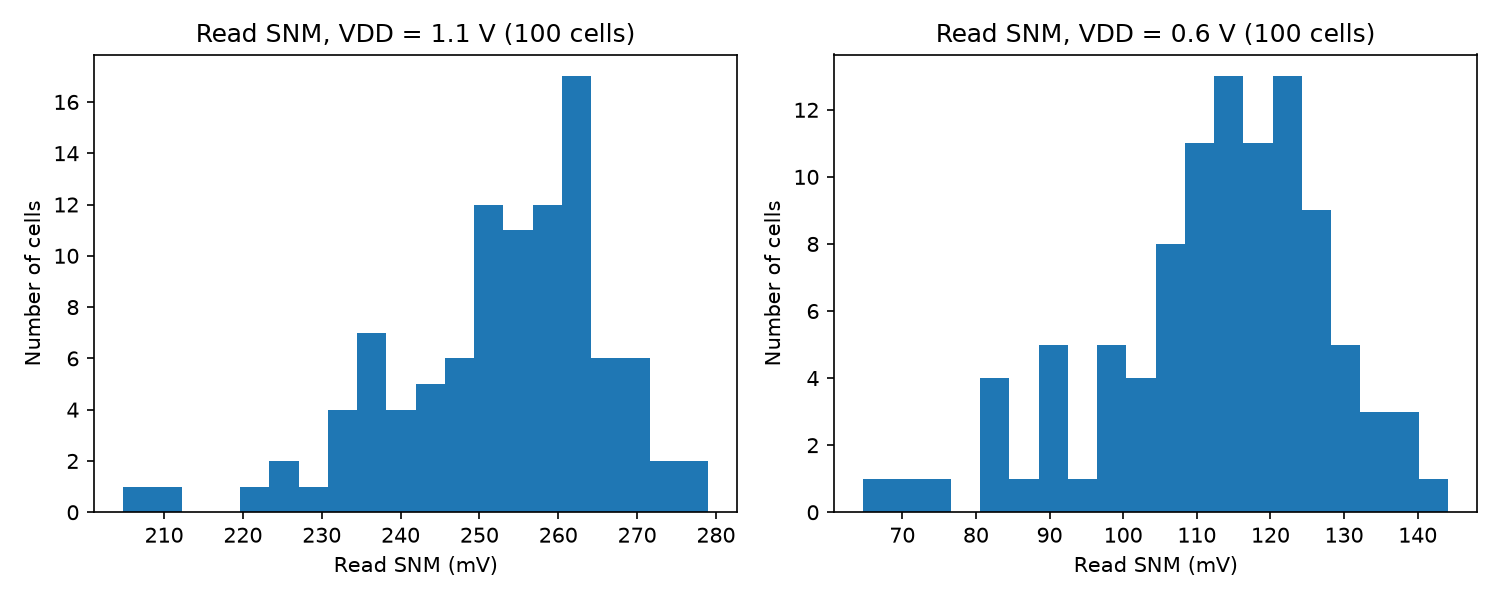 Read SNM, VDD = 1.1 V (100 cells)
Number of cells
16
14
12
10
8
6
4
2
0
210 220 230 240 250 260 270 280
Read SNM (mV)
Read SNM, VDD = 0.6 V (100 cells)
Number of cells
12
10
8
6
4
2
0
70 80 90 100 110 120 130 140
Read SNM (mV)